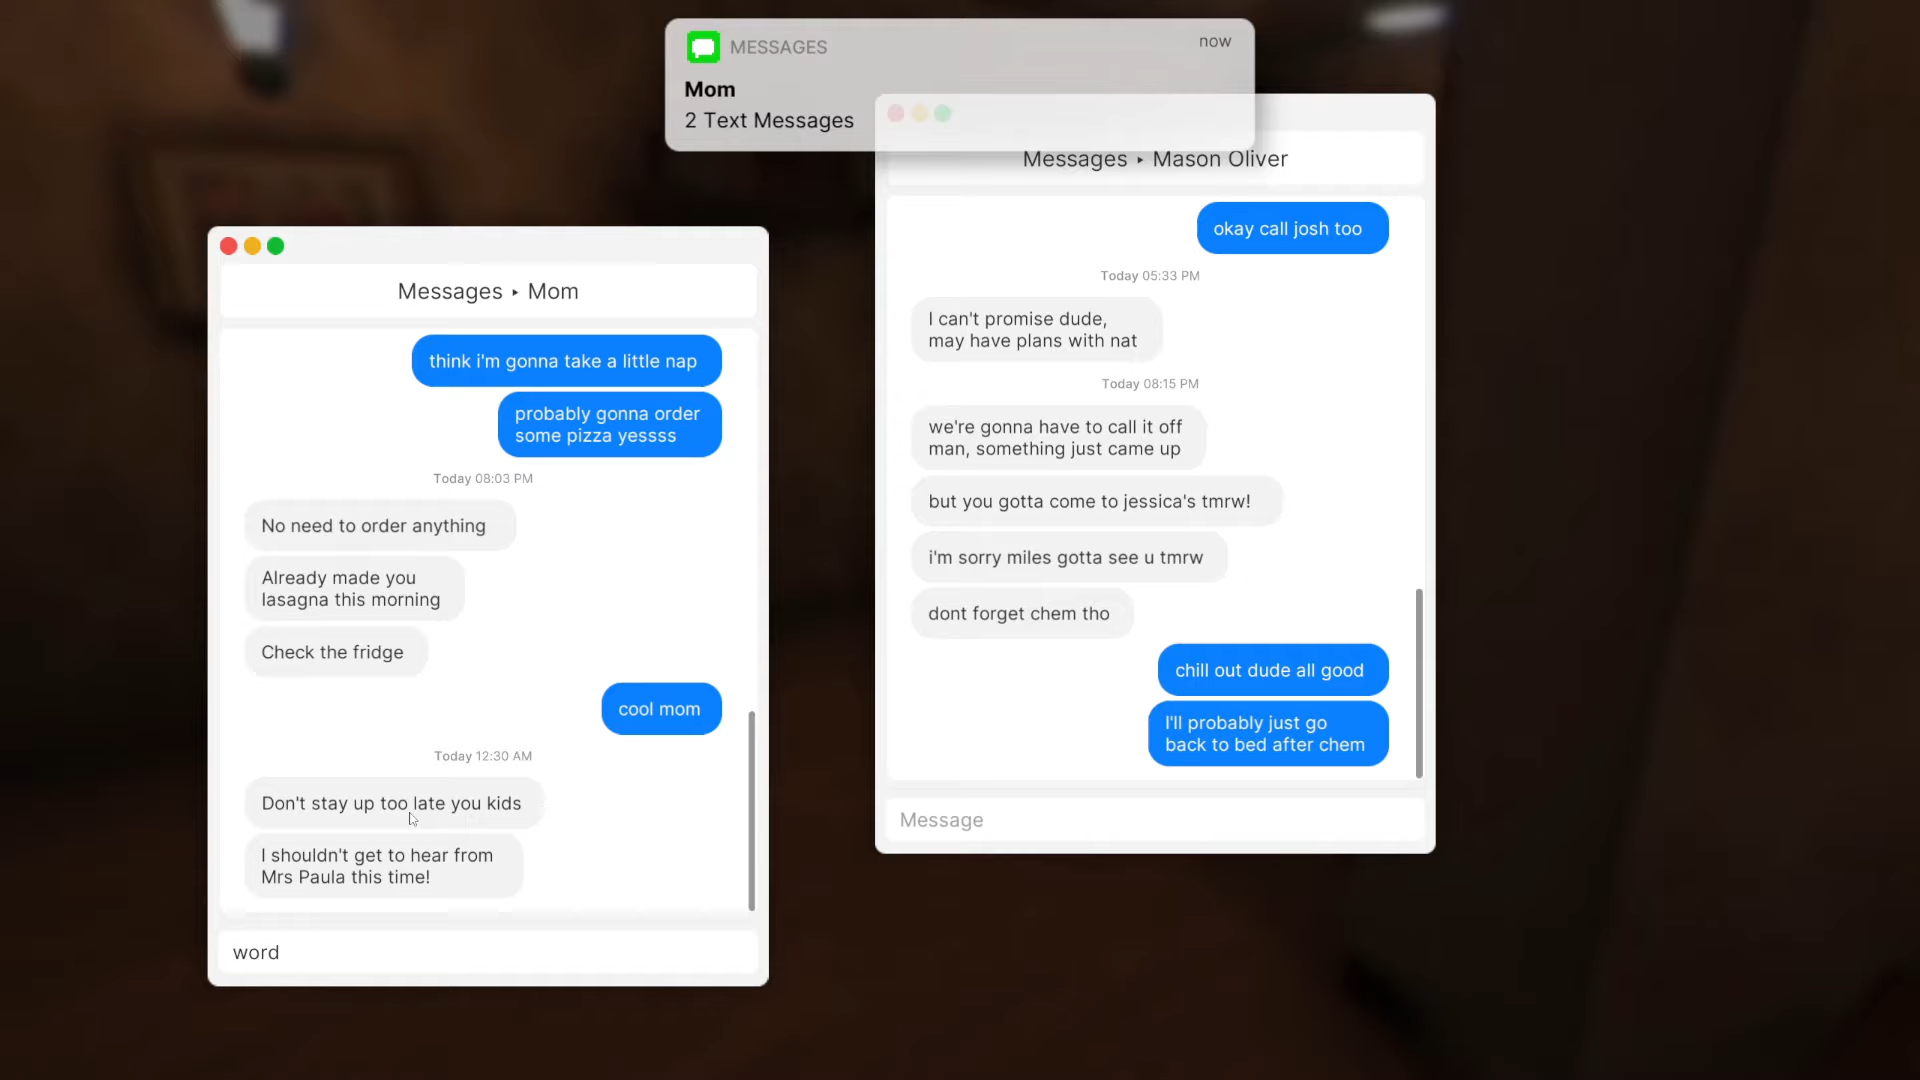 MESSAGES
now
Mom
2 Text Messages
Messages ‣ Mom
think i'm gonna take a little nap
probably gonna order
some pizza yessss
Today 08:03 PM
No need to order anything
Already made you
lasagna this morning
Check the fridge
cool mom
Today 12:30 AM
Don't stay up too late you kids
I shouldn't get to hear from
Mrs Paula this time!
word
Messages ‣ Mason Oliver
okay call josh too
Today 05:33 PM
I can't promise dude,
may have plans with nat
Today 08:15 PM
we're gonna have to call it off
man, something just came up
but you gotta come to jessica's tmrw!
i'm sorry miles gotta see u tmrw
dont forget chem tho
chill out dude all good
I'll probably just go
back to bed after chem
Message